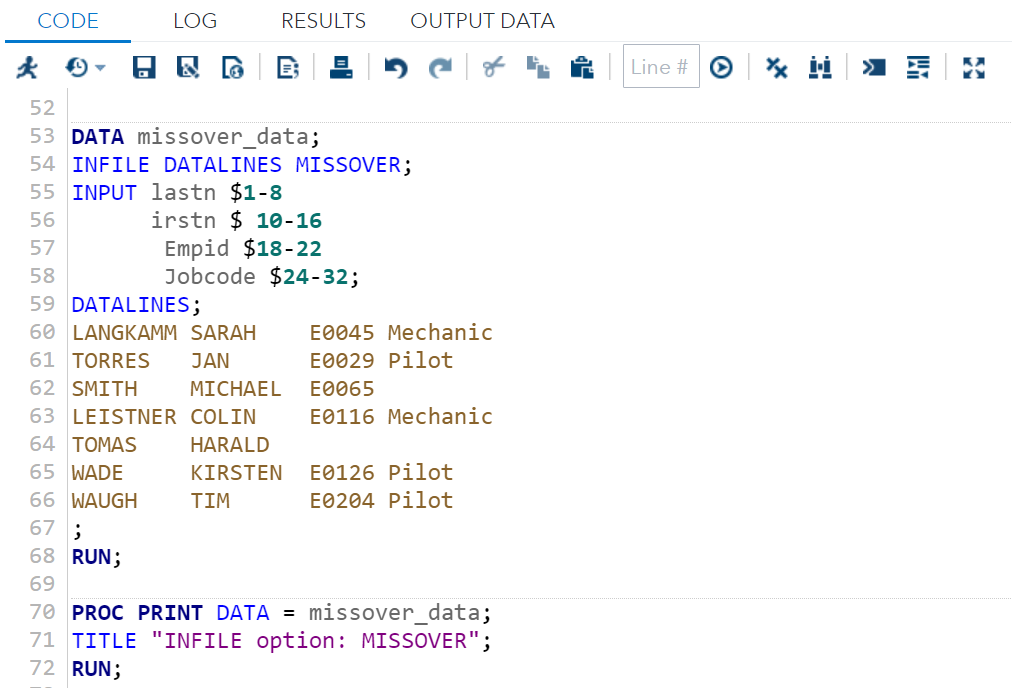 CODE LOG RESULTS OUTPUT DATA
Line #
52
53 DATA missover_data;
54 INFILE DATALINES MISSOVER;
55 INPUT lastn $1-8
56       irstn $ 10-16
57        Empid $18-22
58        Jobcode $24-32;
59 DATALINES;
60 LANGKAMM SARAH    E0045 Mechanic
61 TORRES   JAN      E0029 Pilot
62 SMITH    MICHAEL  E0065
63 LEISTNER COLIN    E0116 Mechanic
64 TOMAS    HARALD
65 WADE     KIRSTEN  E0126 Pilot
66 WAUGH    TIM      E0204 Pilot
67 ;
68 RUN;
69
70 PROC PRINT DATA = missover_data;
71 TITLE "INFILE option: MISSOVER";
72 RUN;